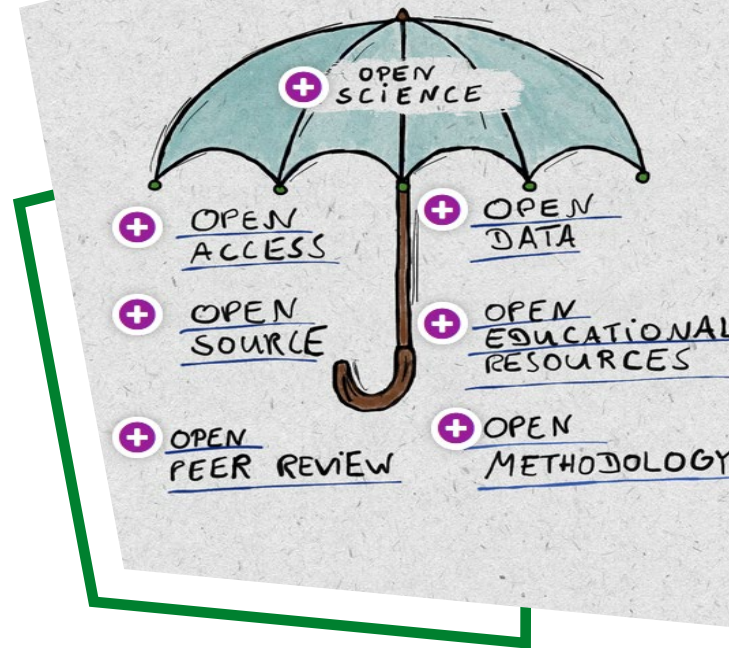 OPEN
SCIENCE
OPEN
ACCESS
OPEN
DATA
OPEN
SOURCE
OPEN
EDUCATIONAL
RESOURCES
OPEN
PEER REVIEW
OPEN
METHODOLOGY